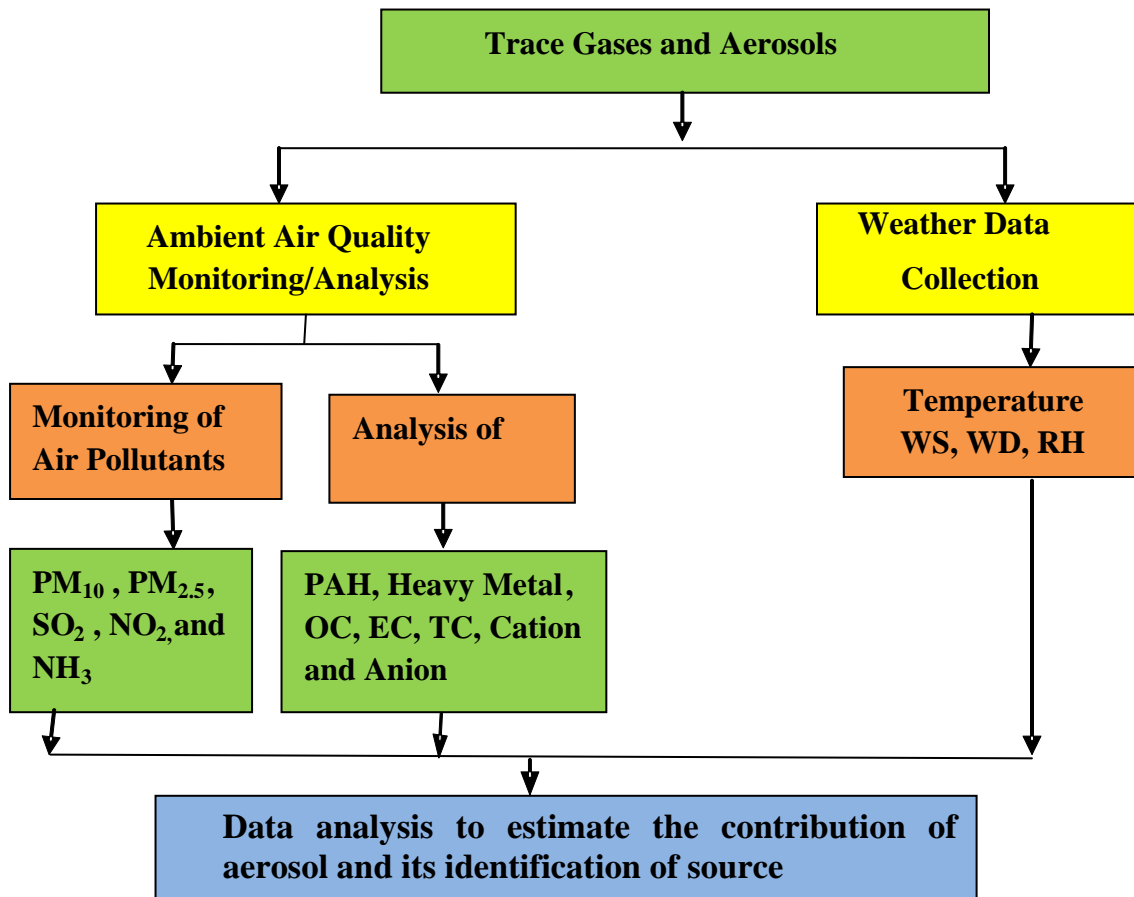 Trace Gases and Aerosols
Ambient Air Quality
Monitoring/Analysis
Weather Data
Collection
Monitoring of
Air Pollutants
Analysis of
Temperature
WS, WD, RH
PM₁₀ , PM₂.₅,
SO₂ , NO₂,and
NH₃
PAH, Heavy Metal,
OC, EC, TC, Cation
and Anion
Data analysis to estimate the contribution of
aerosol and its identification of source